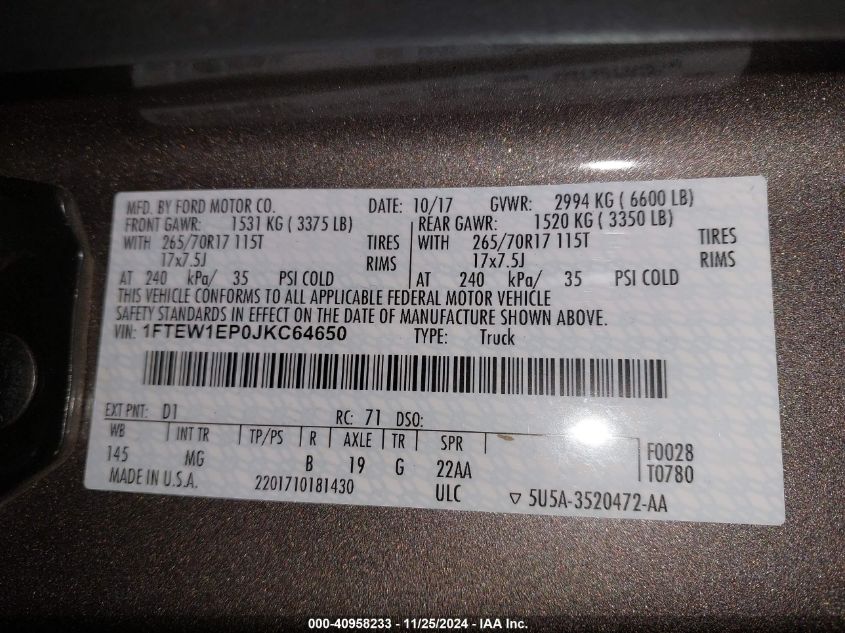 MFD. BY FORD MOTOR CO. DATE: 10/17 GVWR: 2994 KG ( 6600 LB)
FRONT GAWR: 1531 KG ( 3375 LB) REAR GAWR: 1520 KG ( 3350 LB)
WITH 265/70R17 115T TIRES WITH 265/70R17 115T TIRES
17x7.5J RIMS 17x7.5J RIMS
AT 240 kPa/ 35 PSI COLD AT 240 kPa/ 35 PSI COLD
THIS VEHICLE CONFORMS TO ALL APPLICABLE FEDERAL MOTOR VEHICLE
SAFETY STANDARDS IN EFFECT ON THE DATE OF MANUFACTURE SHOWN ABOVE.
VIN: 1FTEW1EP0JKC64650 TYPE: Truck
EXT PNT: D1 RC: 71 DSO:
WB INT TR TP/PS R AXLE TR SPR F0028
145 MG B 19 G 22AA T0780
MADE IN U.S.A. 2201710181430 ULC ▽ 5U5A-3520472-AA
000-40958233 - 11/25/2024 - IAA Inc.